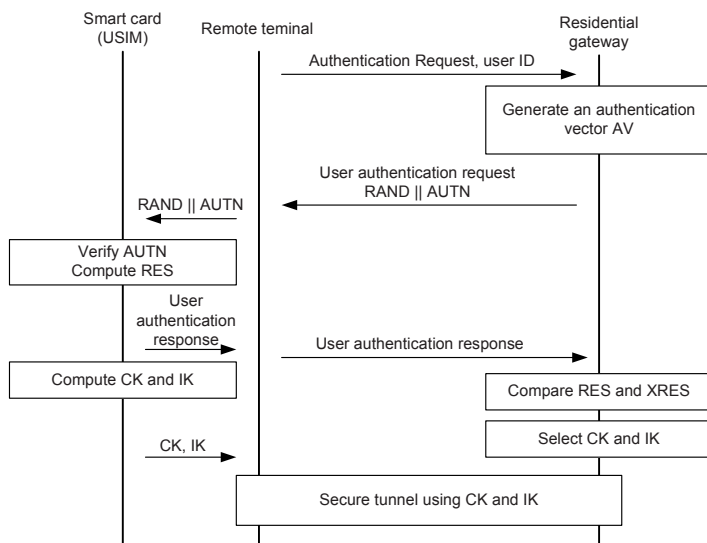 Smart card
(USIM)
Remote teminal
Residential
gateway
Authentication Request, user ID
Generate an authentication
vector AV
User authentication request
RAND || AUTN
RAND || AUTN
Verify AUTN
Compute RES
User
authentication
response
User authentication response
Compute CK and IK
Compare RES and XRES
Select CK and IK
CK, IK
Secure tunnel using CK and IK